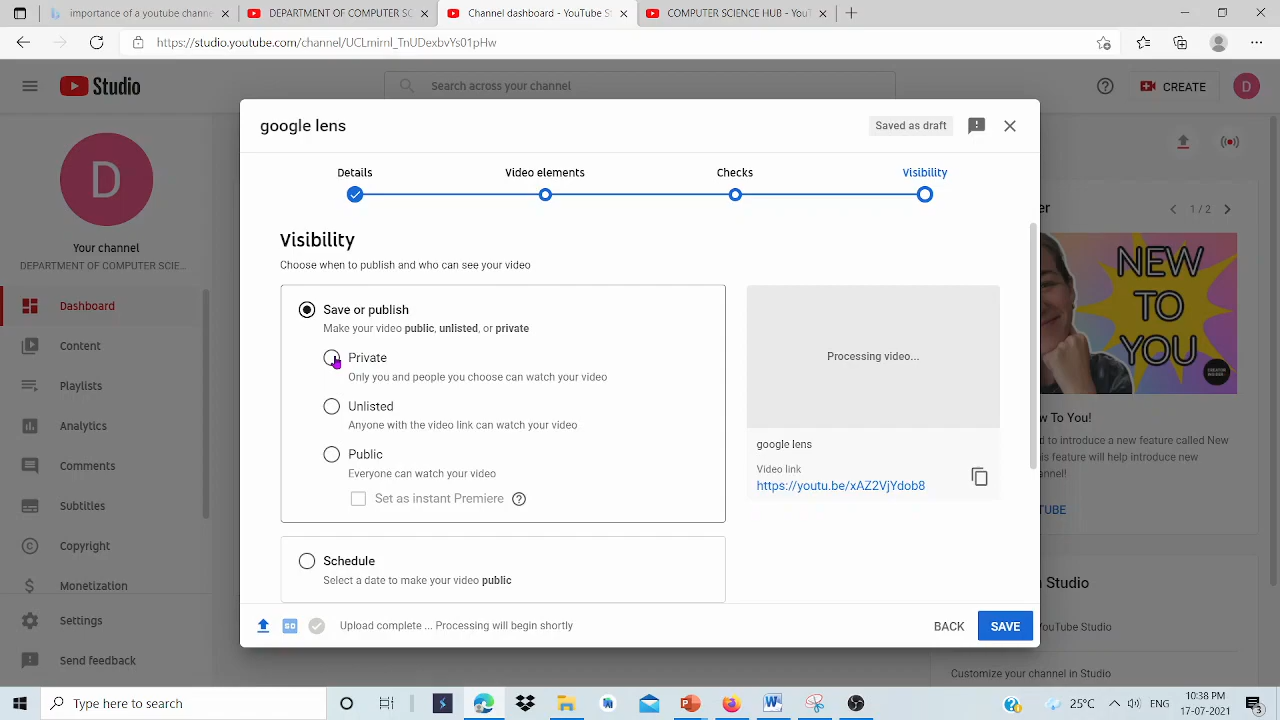 importance of a youtube channe
DEPARTMENT OF COMPUTER SC
Channel dashboard - YouTube St
COMPUTER SCIENCE HUB - YouT
https://studio.youtube.com/channel/UCLmirnl_TnUDexbvYs01pHw
Studio
Search across your channel
CREATE
D
google lens
Saved as draft
Details
Video elements
Checks
Visibility
D
Your channel
DEPARTMENT OF COMPUTER SCIE...
Dashboard
Content
Playlists
Analytics
Comments
Subtitles
Copyright
Monetization
Settings
Send feedback
Visibility
Choose when to publish and who can see your video
Save or publish
Make your video public, unlisted, or private
Private
Only you and people you choose can watch your video
Unlisted
Anyone with the video link can watch your video
Public
Everyone can watch your video
Set as instant Premiere
Schedule
Select a date to make your video public
Processing video...
google lens
Video link
https://youtu.be/xAZ2VjYdob8
Upload complete ... Processing will begin shortly
BACK
SAVE
er
1 / 2
NEW
TO
YOU
w To You!
d to introduce a new feature called New
his feature will help introduce new
hannel!
TUBE
u Studio
YouTube Studio
Customize your channel in Studio
Type here to search
25°C
ENG
10:38 PM
17-07-2021
3